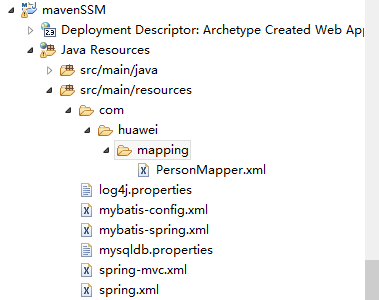 mavenSSM
Deployment Descriptor: Archetype Created Web App
Java Resources
src/main/java
src/main/resources
com
huawei
mapping
PersonMapper.xml
log4j.properties
mybatis-config.xml
mybatis-spring.xml
mysqldb.properties
spring-mvc.xml
spring.xml